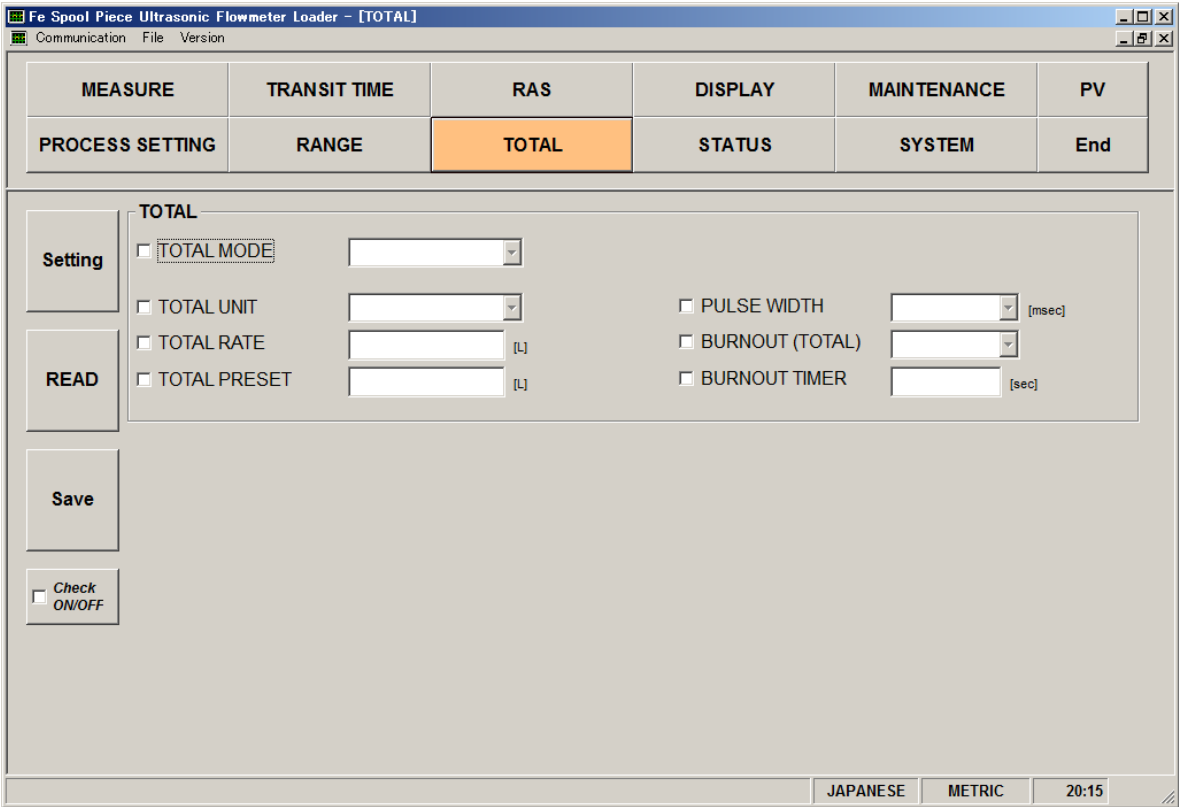 Fe Spool Piece Ultrasonic Flowmeter Loader - [TOTAL]
Communication File Version
MEASURE TRANSIT TIME RAS DISPLAY MAINTENANCE PV
PROCESS SETTING RANGE TOTAL STATUS SYSTEM End
Setting
READ
Save
Check
ON/OFF
TOTAL
TOTAL MODE
TOTAL UNIT
TOTAL RATE [L]
TOTAL PRESET [L]
PULSE WIDTH [msec]
BURNOUT (TOTAL)
BURNOUT TIMER [sec]
JAPANESE METRIC 20:15